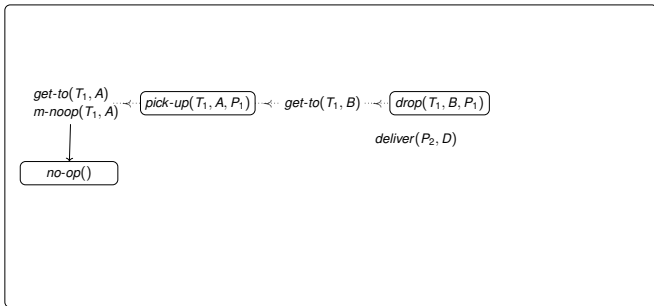 get-to(T₁, A)
m-noop(T₁, A) ≺ pick-up(T₁, A, P₁) ≺ get-to(T₁, B) ≺ drop(T₁, B, P₁)
deliver(P₂, D)
no-op()